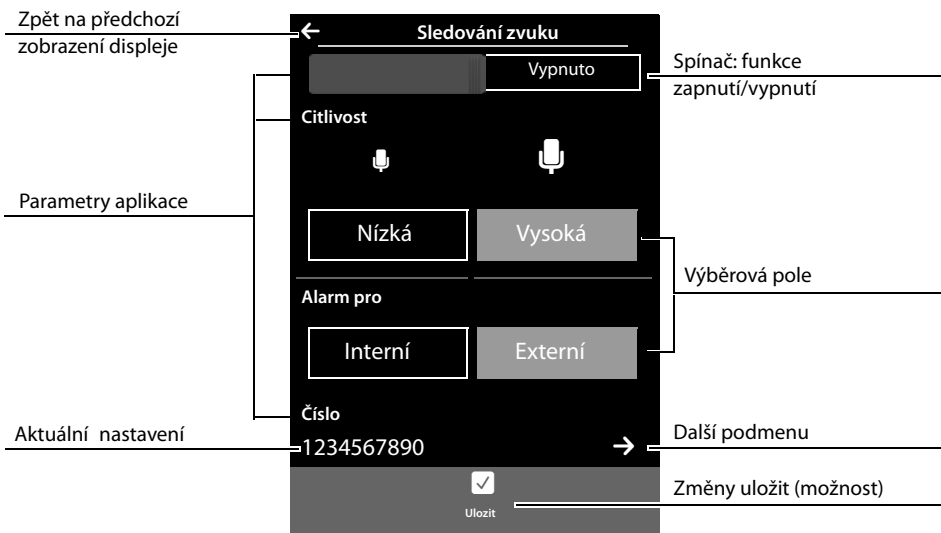 Zpět na předchozí
zobrazení displeje
Parametry aplikace
Aktuální nastavení
Sledování zvuku
Vypnuto
Citlivost
Nízká
Vysoká
Alarm pro
Interní
Externí
Číslo
1234567890
Uložit
Spínač: funkce
zapnutí/vypnutí
Výběrová pole
Další podmenu
Změny uložit (možnost)